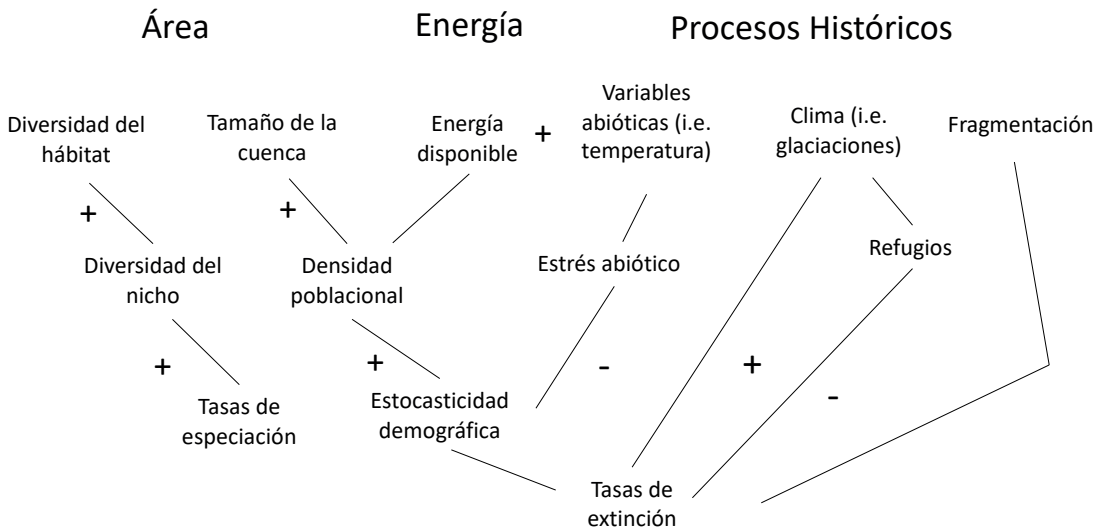 Área
Energía
Procesos Históricos
Diversidad del
hábitat
Tamaño de la
cuenca
Energía
disponible
+
Variables
abióticas (i.e.
temperatura)
Clima (i.e.
glaciaciones)
Fragmentación
+
+
Diversidad del
nicho
Densidad
poblacional
Estrés abiótico
Refugios
+
+
-
+
-
Tasas de
especiación
Estocasticidad
demográfica
Tasas de
extinción